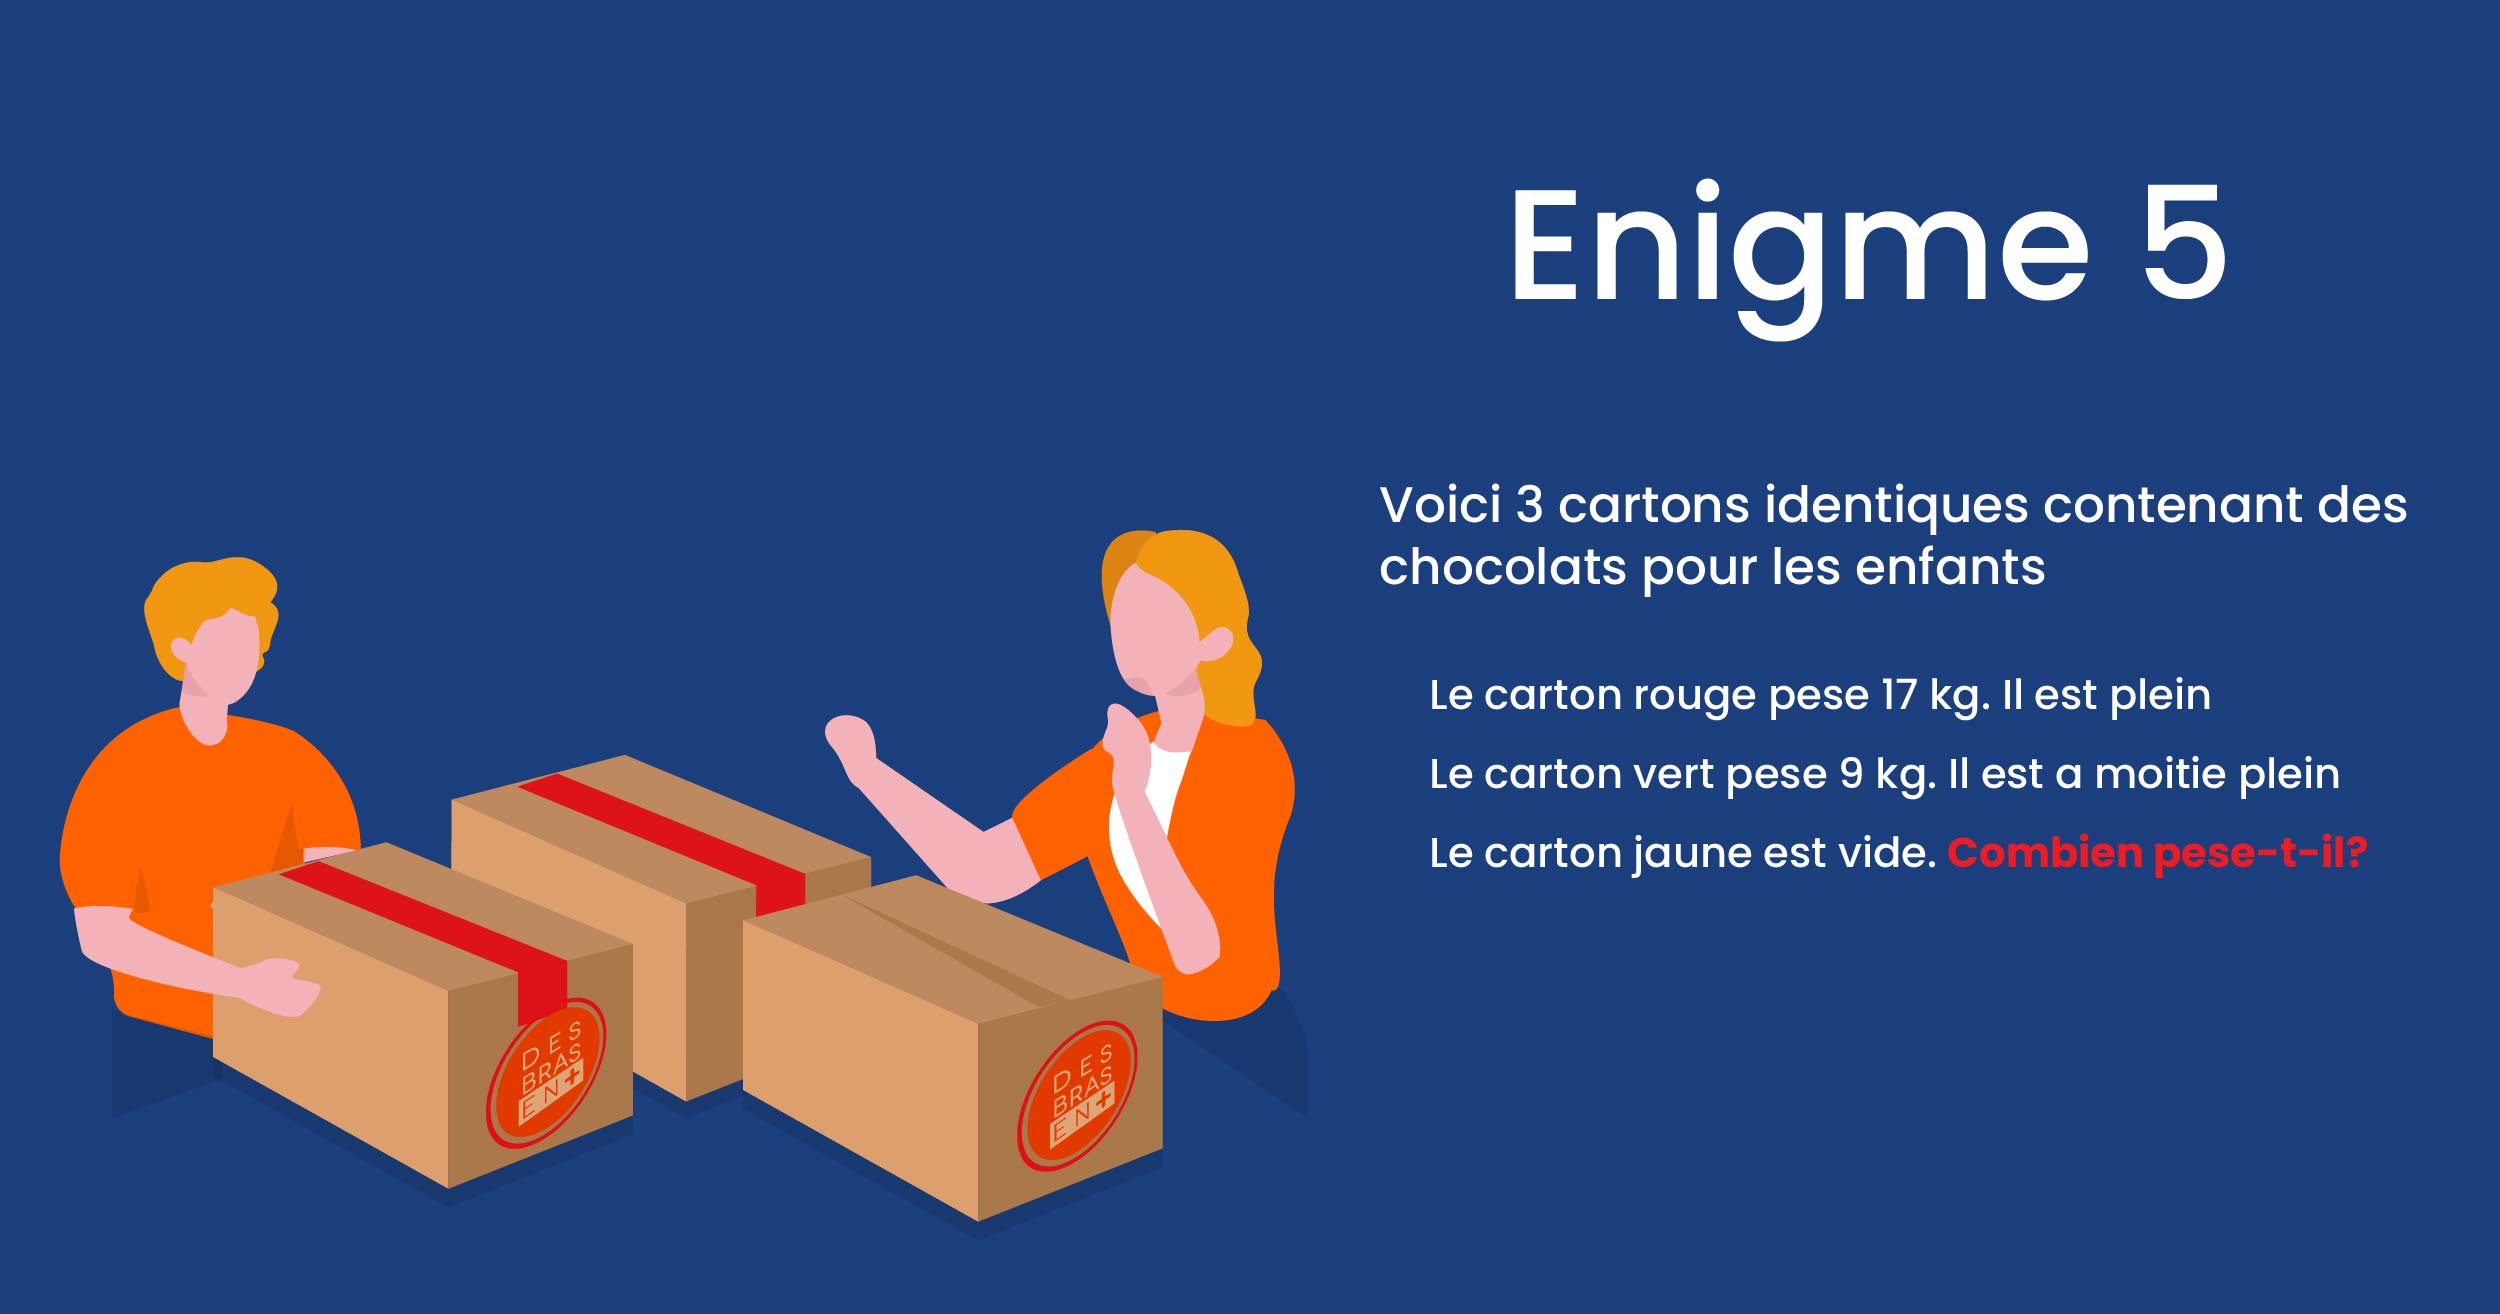 Enigme 5
Voici 3 cartons identiques contenant des
chocolats pour les enfants
Le carton rouge pese 17 kg. Il est plein
Le carton vert pese 9 kg. Il est a moitie plein
Le carton jaune est vide. Combien pese-t-il?
DES
BRAS
EN+
DES
BRAS
EN+